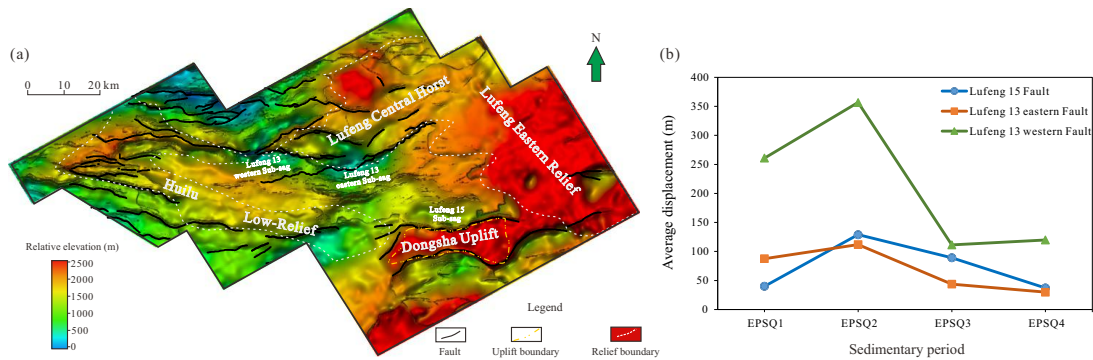 (a)
0 10 20 km
N
Lufeng Central Horst
Lufeng Eastern Relief
Lufeng 13
western Sub-sag
Lufeng 13
eastern Sub-sag
Huilu
Low-Relief
Lufeng 15
Sub-sag
Dongsha Uplift
Relative elevation (m)
2500
2000
1500
1000
500
0
Legend
Fault
Uplift boundary
Relief boundary
(b)
400
350
300
250
200
150
100
50
0
Average displacement (m)
Lufeng 15 Fault
Lufeng 13 eastern Fault
Lufeng 13 western Fault
EPSQ1 EPSQ2 EPSQ3 EPSQ4
Sedimentary period